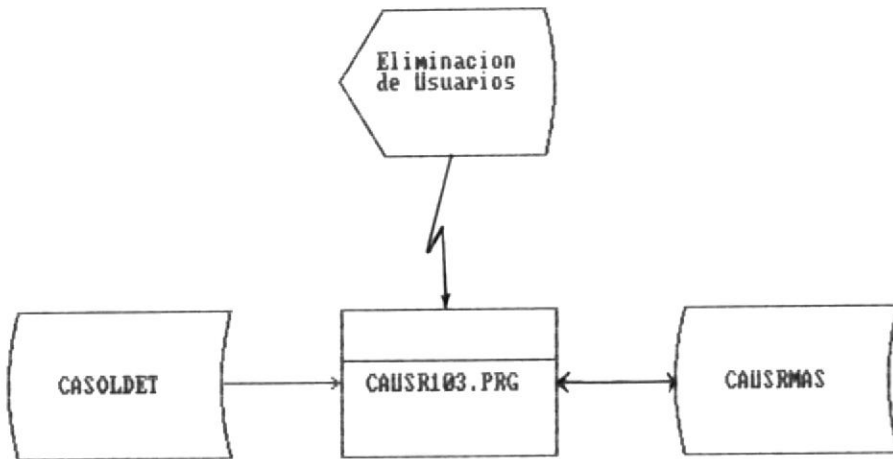 Eliminacion
de Usuarios
CASOLDET
CAUSR103.PRG
CAUSRMAS